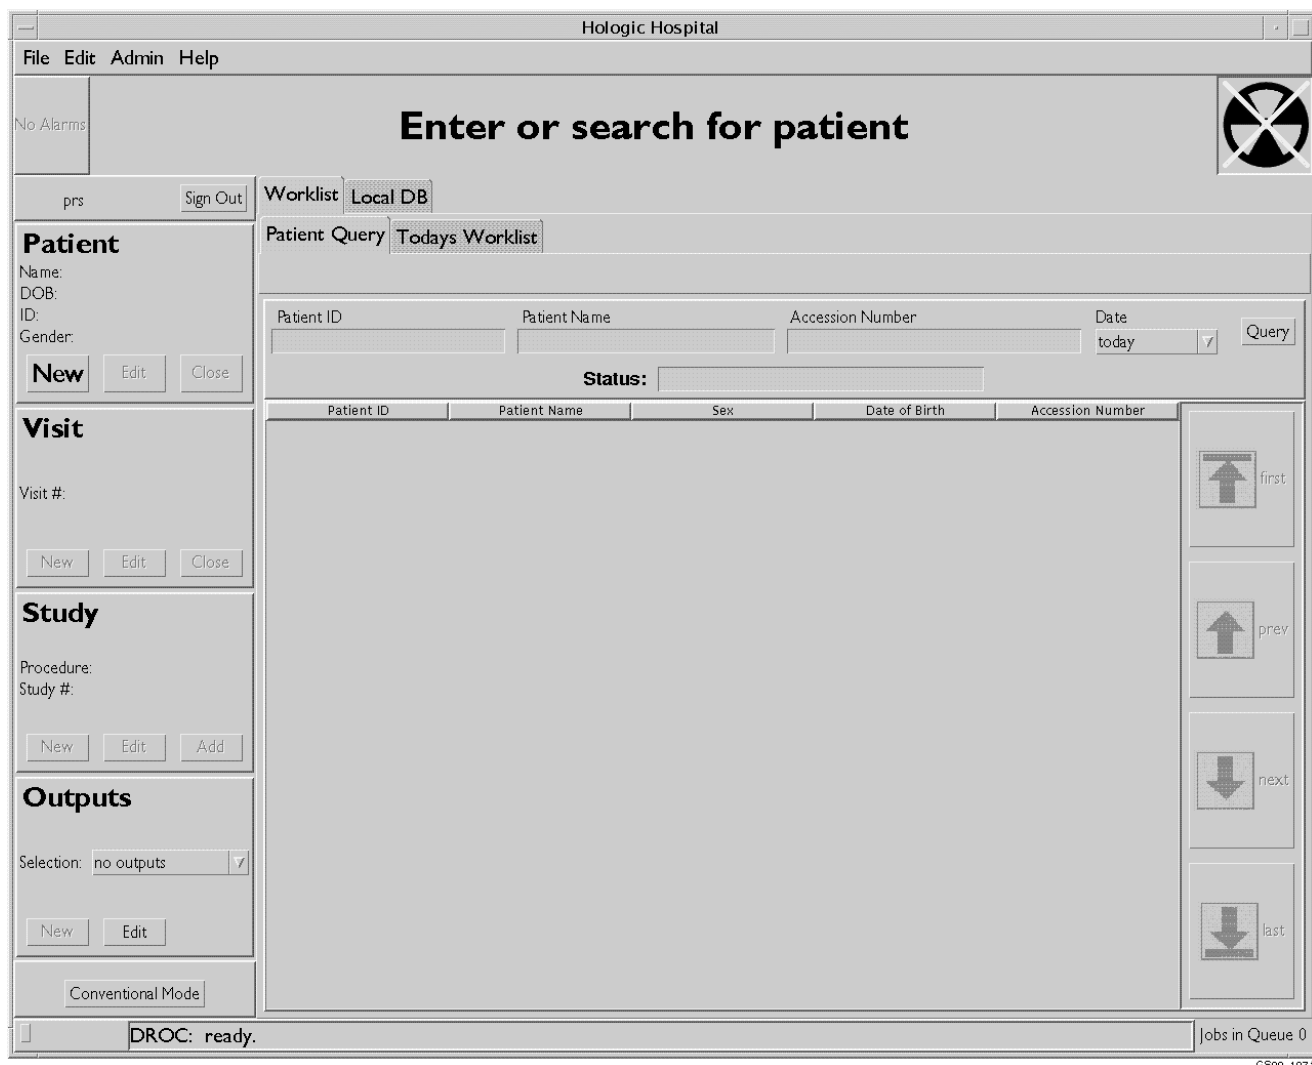 Hologic Hospital
File Edit Admin Help
No Alarms
Enter or search for patient
prs Sign Out
Worklist Local DB
Patient Query Todays Worklist
Patient
Name:
DOB:
ID:
Gender:
New Edit Close
Patient ID Patient Name Accession Number Date
today Query
Status:
Patient ID Patient Name Sex Date of Birth Accession Number
Visit
Visit #:
New Edit Close
Study
Procedure:
Study #:
New Edit Add
Outputs
Selection: no outputs
New Edit
Conventional Mode
first
prev
next
last
DROC: ready.
Jobs in Queue 0